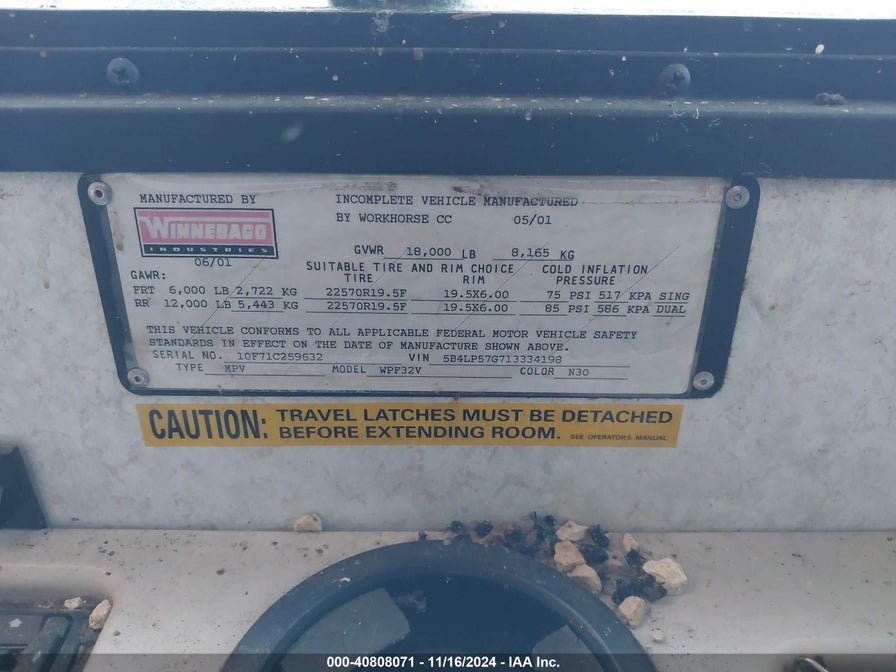 MANUFACTURED BY
WINNEBAGO
INDUSTRIES
06/01
INCOMPLETE VEHICLE MANUFACTURED
BY WORKHORSE CC 05/01
GVWR 18,000 LB 8,165 KG
GAWR: SUITABLE TIRE AND RIM CHOICE COLD INFLATION
TIRE RIM PRESSURE
FRT 6,000 LB 2,722 KG 22570R19.5F 19.5X6.00 75 PSI 517 KPA SING
RR 12,000 LB 5,443 KG 22570R19.5F 19.5X6.00 85 PSI 586 KPA DUAL
THIS VEHICLE CONFORMS TO ALL APPLICABLE FEDERAL MOTOR VEHICLE SAFETY
STANDARDS IN EFFECT ON THE DATE OF MANUFACTURE SHOWN ABOVE.
SERIAL NO. 10F71C259632 VIN 5B4LP57G713334198
TYPE MPV MODEL WPF32V COLOR N30
CAUTION: TRAVEL LATCHES MUST BE DETACHED
BEFORE EXTENDING ROOM. SEE OPERATOR'S MANUAL
000-40808071 - 11/16/2024 - IAA Inc.